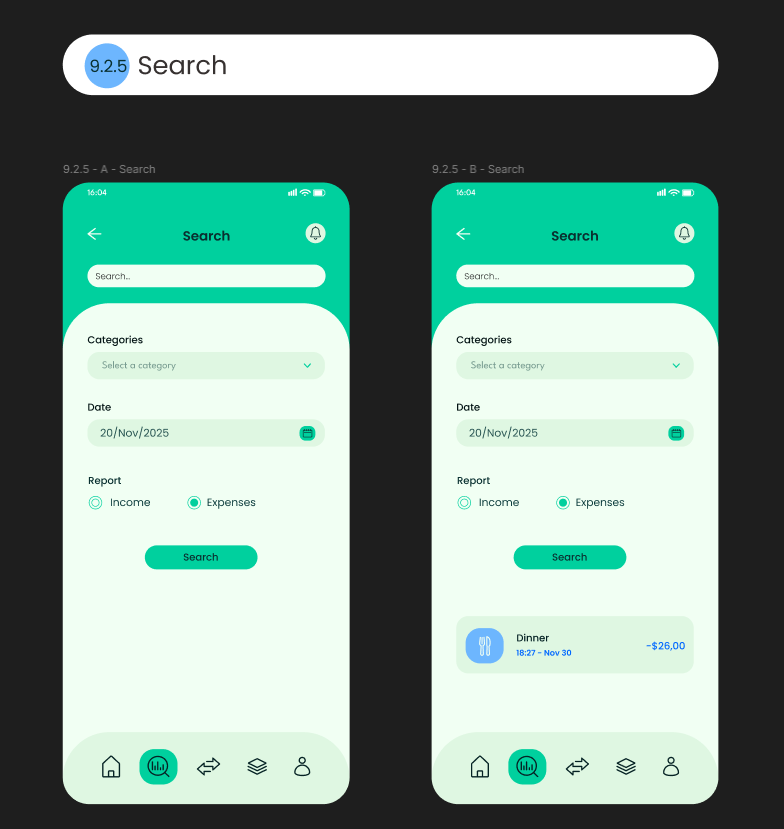 9.2.5 Search
9.2.5 - A - Search
16:04
Search
Search...
Categories
Select a category
Date
20/Nov/2025
Report
Income Expenses
Search
9.2.5 - B - Search
16:04
Search
Search...
Categories
Select a category
Date
20/Nov/2025
Report
Income Expenses
Search
Dinner
18:27 - Nov 30
-$26,00